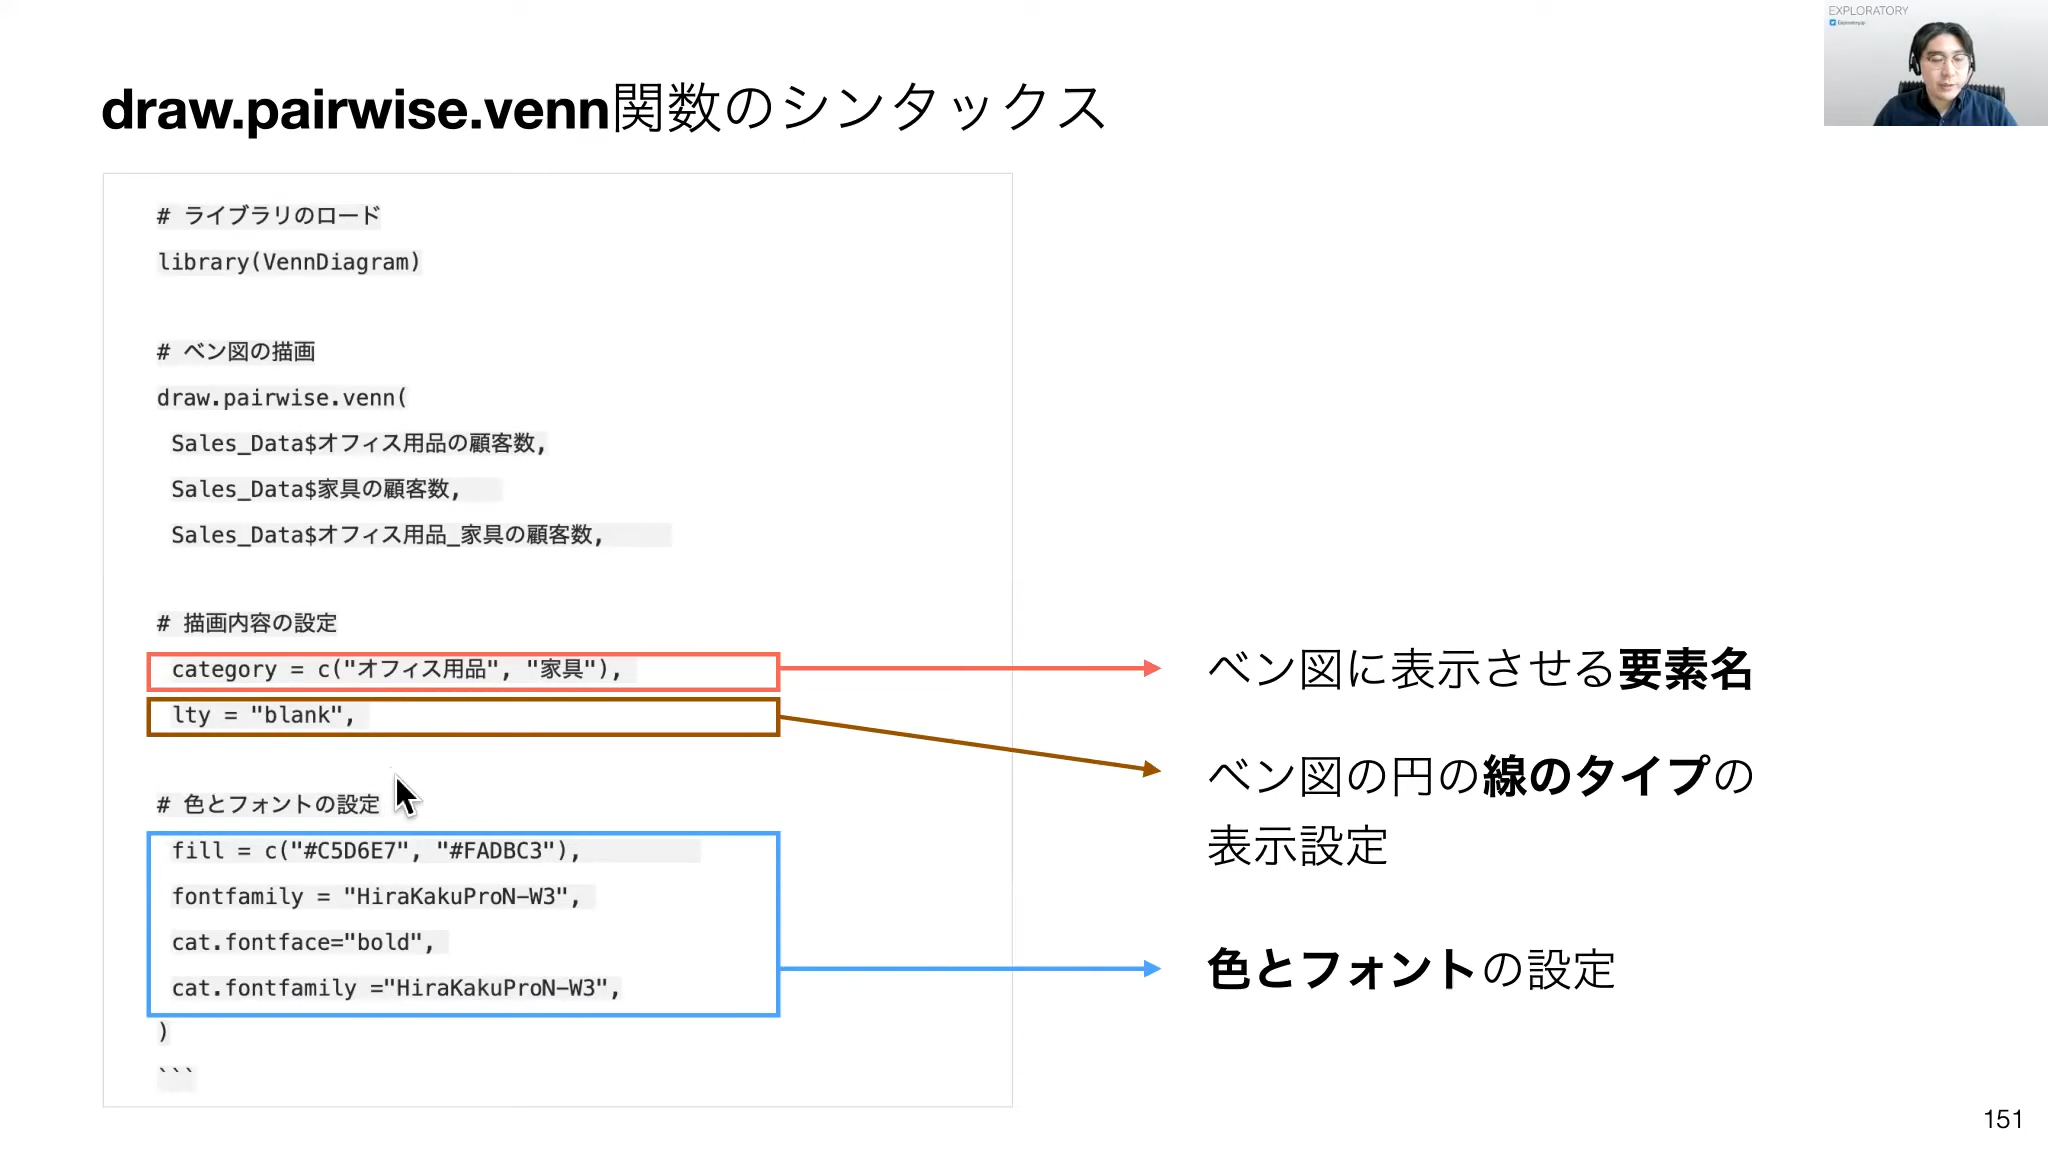 EXPLORATORY
draw.pairwise.venn関数のシンタックス
# ライブラリのロード
library(VennDiagram)
# ベン図の描画
draw.pairwise.venn(
Sales_Data$オフィス用品の顧客数,
Sales_Data$家具の顧客数,
Sales_Data$オフィス用品_家具の顧客数,
# 描画内容の設定
category = c("オフィス用品", "家具"),
lty = "blank",
# 色とフォントの設定
fill = c("#C5D6E7", "#FADBC3"),
fontfamily = "HiraKakuProN-W3",
cat.fontface="bold",
cat.fontfamily ="HiraKakuProN-W3",
)
```
ベン図に表示させる要素名
ベン図の円の線のタイプの
表示設定
色とフォントの設定
151